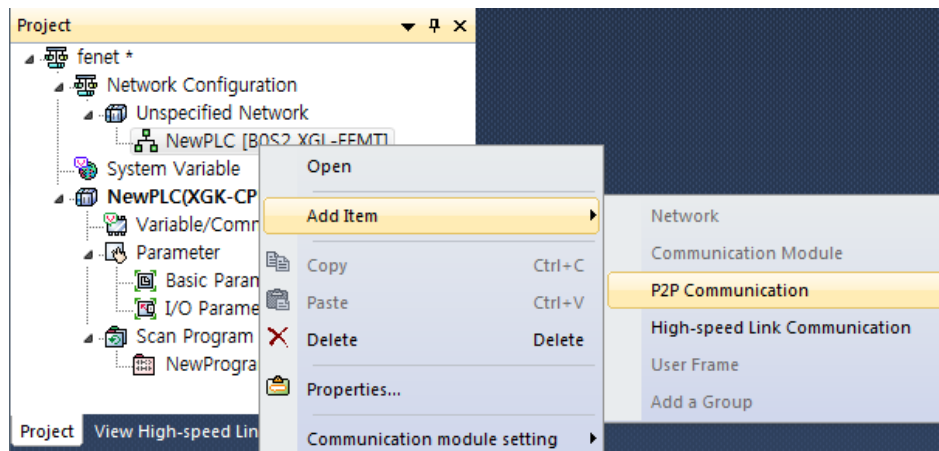 Project
fenet *
Network Configuration
Unspecified Network
NewPLC [B0S2 XGL-EFMT]
System Variable
NewPLC(XGK-CP
Variable/Comm
Parameter
Basic Param
I/O Parame
Scan Program
NewProgra
Project View High-speed Lin
Open
Add Item
Copy Ctrl+C
Paste Ctrl+V
Delete Delete
Properties...
Communication module setting
Network
Communication Module
P2P Communication
High-speed Link Communication
User Frame
Add a Group